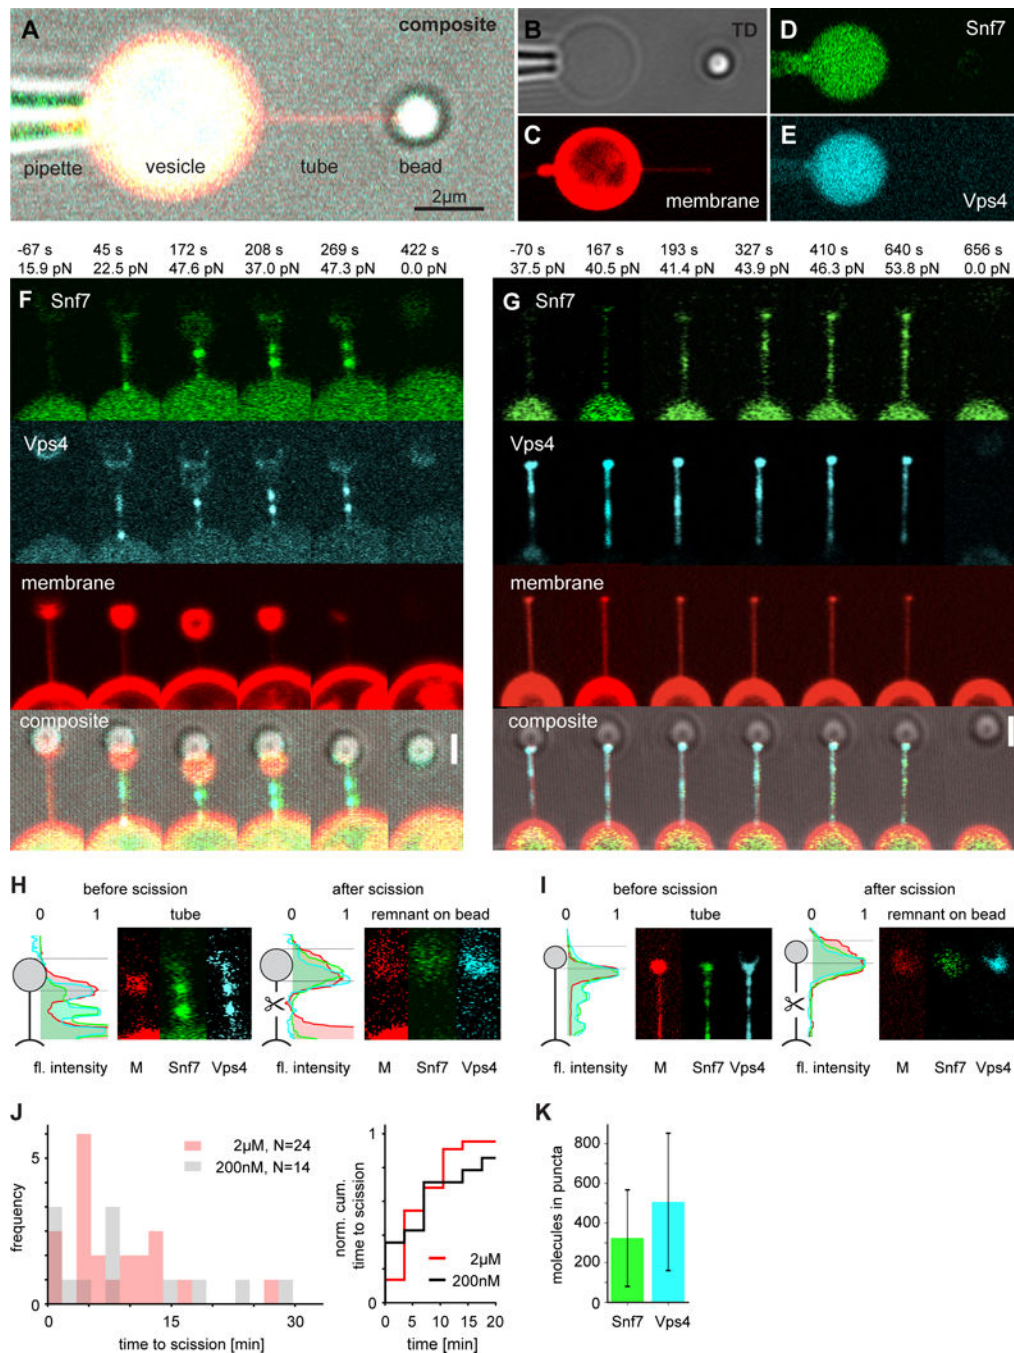 A composite
B TD
D Snf7
pipette vesicle tube bead
2μm
C membrane
E Vps4
-67 s 45 s 172 s 208 s 269 s 422 s
15.9 pN 22.5 pN 47.6 pN 37.0 pN 47.3 pN 0.0 pN
F Snf7
Vps4
membrane
composite
-70 s 167 s 193 s 327 s 410 s 640 s 656 s
37.5 pN 40.5 pN 41.4 pN 43.9 pN 46.3 pN 53.8 pN 0.0 pN
G Snf7
Vps4
membrane
composite
H before scission after scission
0 1 tube 0 1 remnant on bead
fl. intensity M Snf7 Vps4 fl. intensity M Snf7 Vps4
I before scission after scission
0 1 tube 0 1 remnant on bead
fl. intensity M Snf7 Vps4 fl. intensity M Snf7 Vps4
J
frequency
5
0
2μM, N=24
200nM, N=14
0 15 30
time to scission [min]
norm. cum.
time to scission
1
0
2μM
200nM
0 5 10 15 20
time [min]
K
molecules in puncta
800
600
400
200
0
Snf7 Vps4